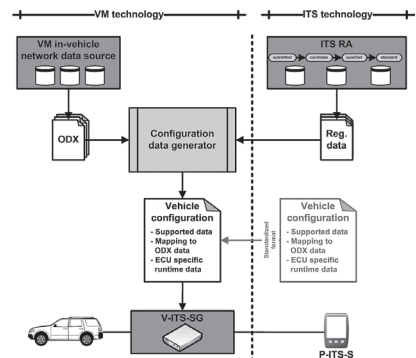 VM technology
ITS technology
VM in-vehicle
network data source
ITS RA
submitted
candidate
qualified
standard
ODX
Configuration
data generator
Reg.
data
Vehicle
configuration
- Supported data
- Mapping to
ODX data
- ECU specific
runtime data
Standardized
format
Vehicle
configuration
- Supported data
- Mapping to
ODX data
- ECU specific
runtime data
V-ITS-SG
P-ITS-S